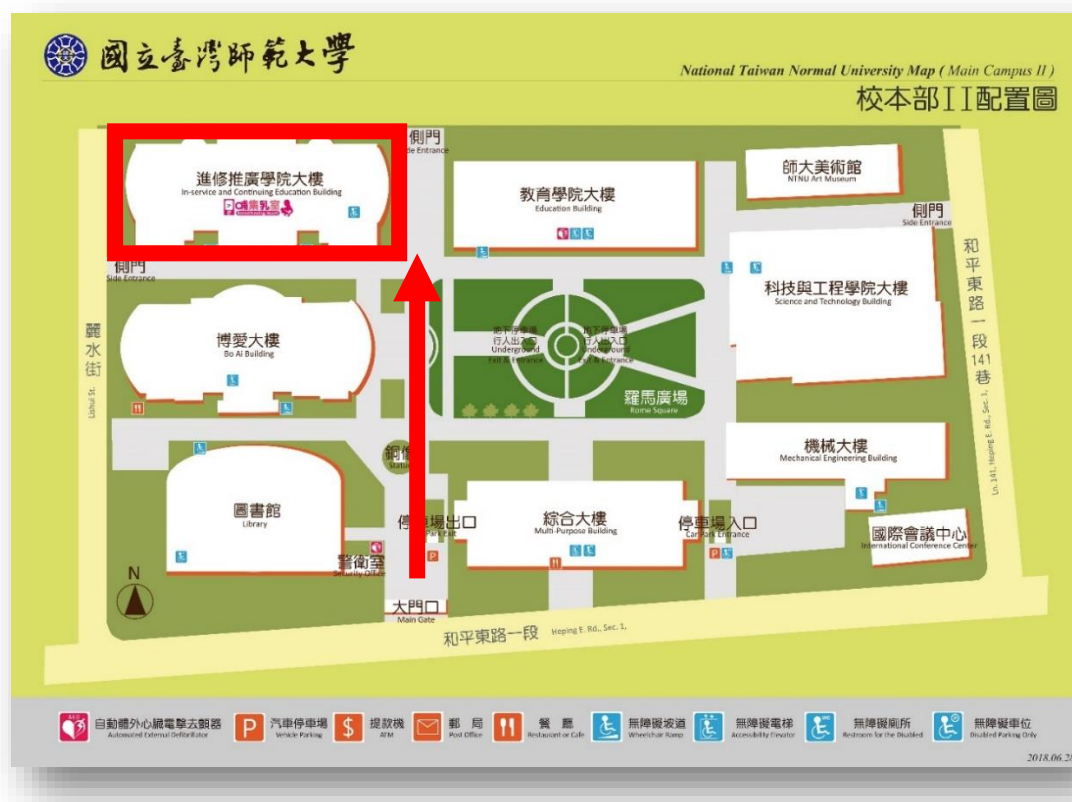 國立臺灣師範大學
National Taiwan Normal University Map ( Main Campus II )
校本部II配置圖
側門
Side Entrance
進修推廣學院大樓
In-service and Continuing Education Building
哺集乳室
教育學院大樓
Education Building
師大美術館
NTNU Art Museum
側門
Side Entrance
側門
Side Entrance
科技與工程學院大樓
Science and Technology Building
和平東路一段141巷
Ln. 141, Heping E. Rd., Sec. 1,
麗水街
Lishui St.
博愛大樓
Bo Ai Building
地下停車場
行人出入口
Underground
Exit & Entrance
地下停車場
行人出入口
Underground
Exit & Entrance
羅馬廣場
Rome Square
銅像
Statue
機械大樓
Mechanical Engineering Building
圖書館
Library
停車場出口
Park Exit
綜合大樓
Multi-Purpose Building
停車場入口
Car Park Entrance
國際會議中心
International Conference Center
警衛室
Security Office
P
P
N
大門口
Main Gate
和平東路一段 Heping E. Rd., Sec. 1,
AED
自動體外心臟電擊去顫器
Automated External Defibrillator
P
汽車停車場
Vehicle Parking
$
提款機
ATM
郵局
Post Office
餐廳
Restaurant or Cafe
無障礙坡道
Wheelchair Ramp
無障礙電梯
Accessibility Elevator
無障礙廁所
Restroom for the Disabled
無障礙車位
Disabled Parking Only
2018.06.28